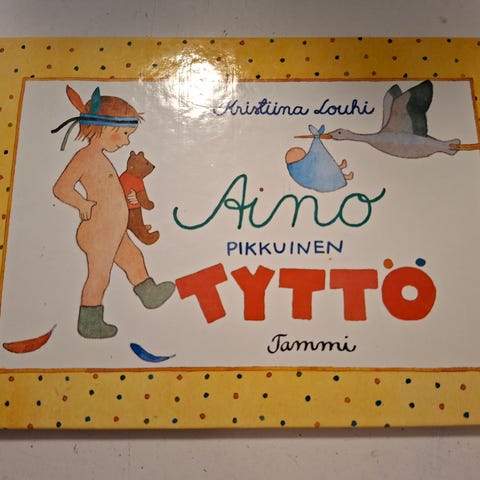 Kristiina Louhi
Aino
PIKKUINEN
TYTTÖ
Tammi